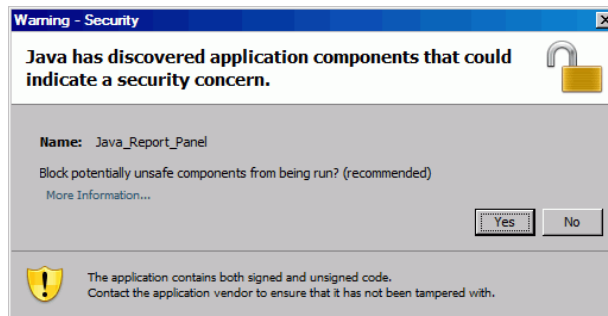 Warning - Security
Java has discovered application components that could
indicate a security concern.
Name: Java_Report_Panel
Block potentially unsafe components from being run? (recommended)
More Information...
Yes No
The application contains both signed and unsigned code.
Contact the application vendor to ensure that it has not been tampered with.